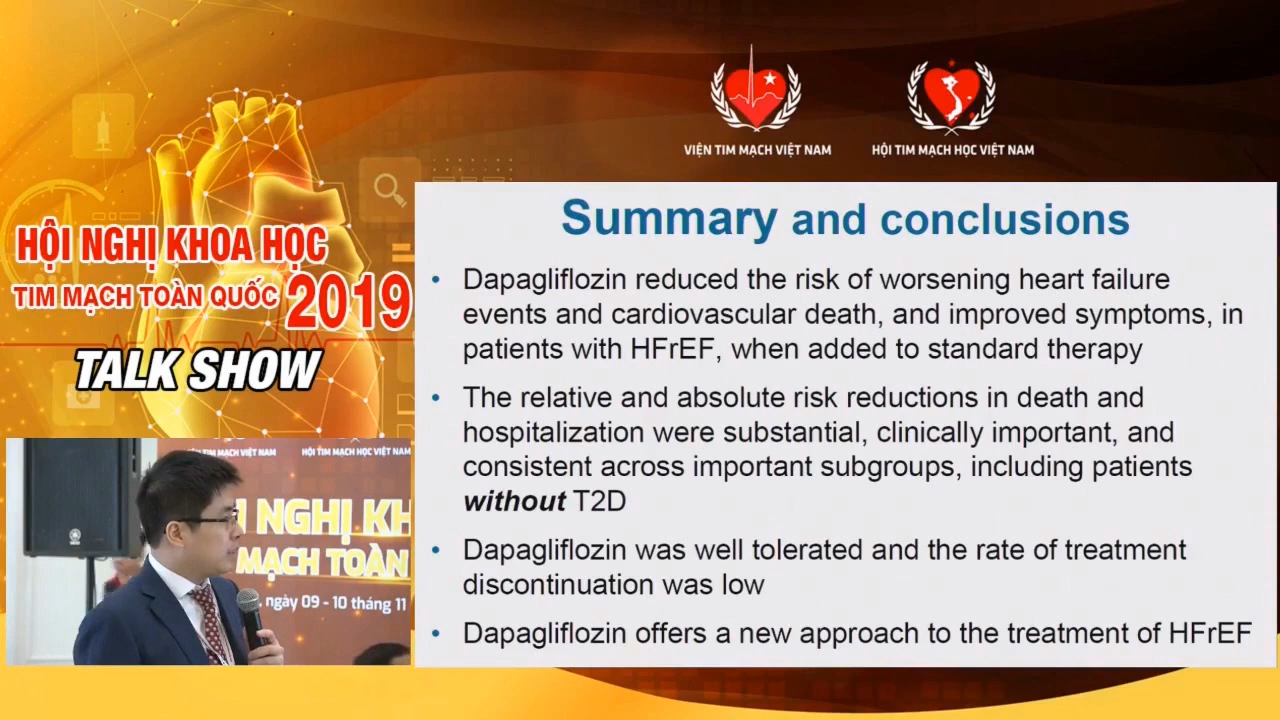 VIỆN TIM MẠCH VIỆT NAM
HỘI TIM MẠCH HỌC VIỆT NAM
HỘI NGHỊ KHOA HỌC
TIM MẠCH TOÀN QUỐC 2019
TALK SHOW
Summary and conclusions
• Dapagliflozin reduced the risk of worsening heart failure
events and cardiovascular death, and improved symptoms, in
patients with HFrEF, when added to standard therapy
• The relative and absolute risk reductions in death and
hospitalization were substantial, clinically important, and
consistent across important subgroups, including patients
without T2D
• Dapagliflozin was well tolerated and the rate of treatment
discontinuation was low
• Dapagliflozin offers a new approach to the treatment of HFrEF
MẠCH VIỆT NAM
HỘI TIM MẠCH HỌC VIỆT NAM
NGHỊ KH
MẠCH TOÀN
ngày 09 - 10 tháng 11